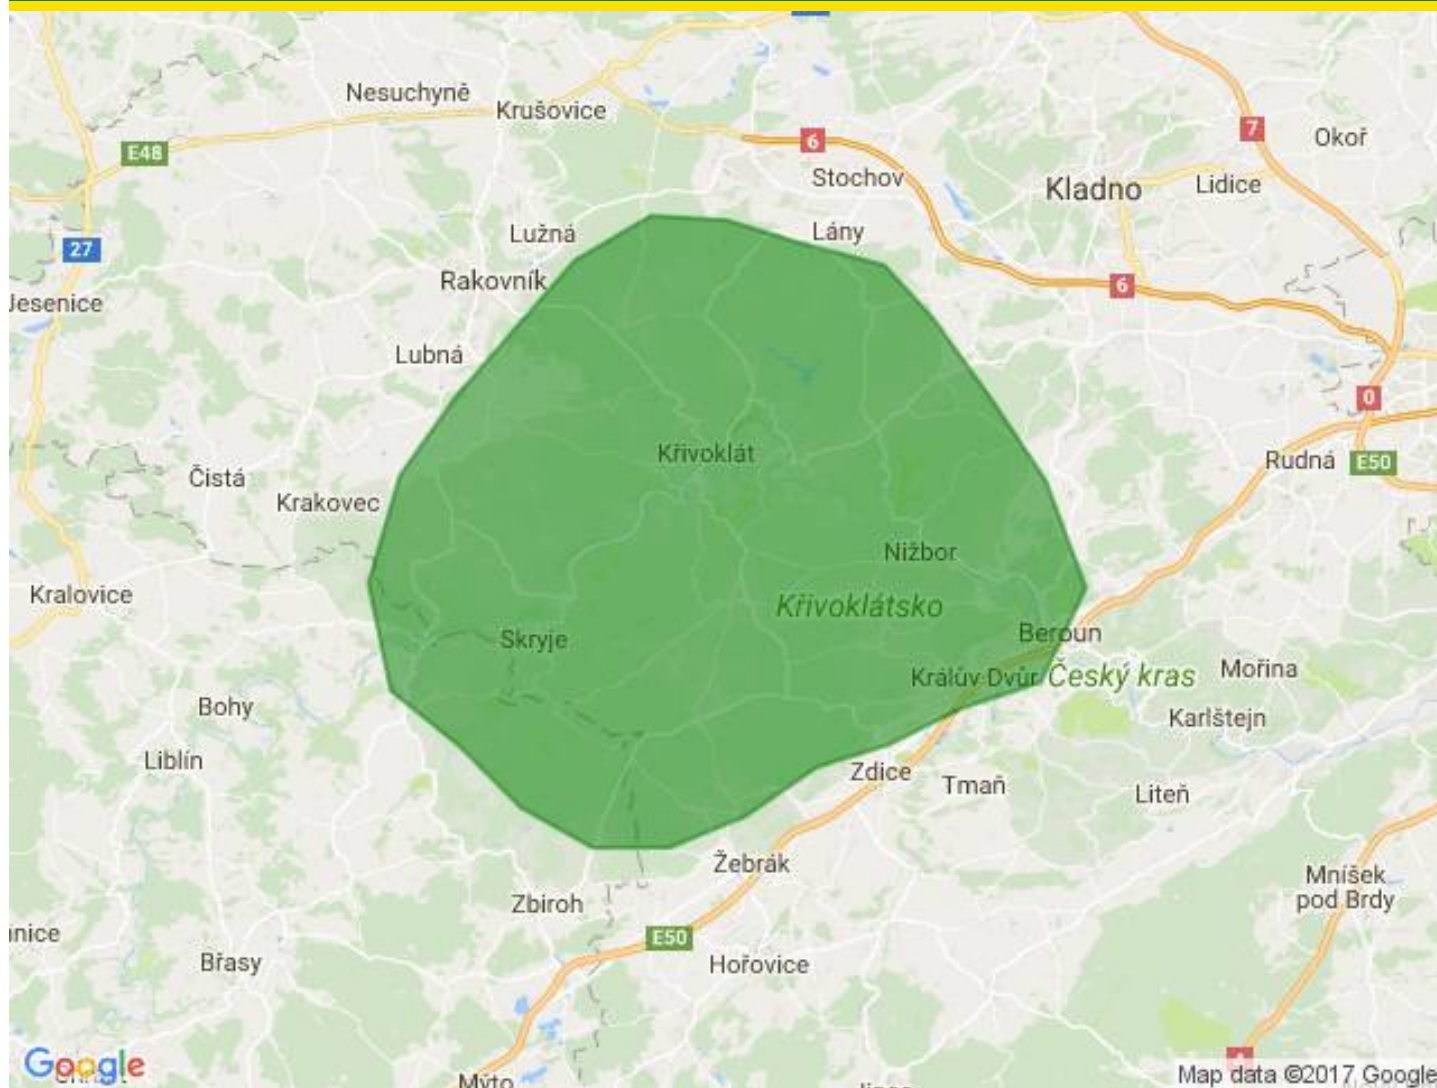 Nesuchyně
Krušovice
E48
6
7
Okoř
Stochov
Kladno
Lidice
27
Lužná
Lány
Rakovník
6
Jesenice
Lubná
0
Křivoklát
Rudná
E50
Čistá
Krakovec
Nižbor
Kralovice
Křivoklátsko
Skryje
Beroun
Králův Dvůr
Český kras
Mořina
Bohy
Karlštejn
Liblín
Zdice
Tmaň
Liteň
Žebrák
Mníšek
pod Brdy
Zbiroh
E50
Břasy
Hořovice
Google
Mýto
Map data ©2017 Google